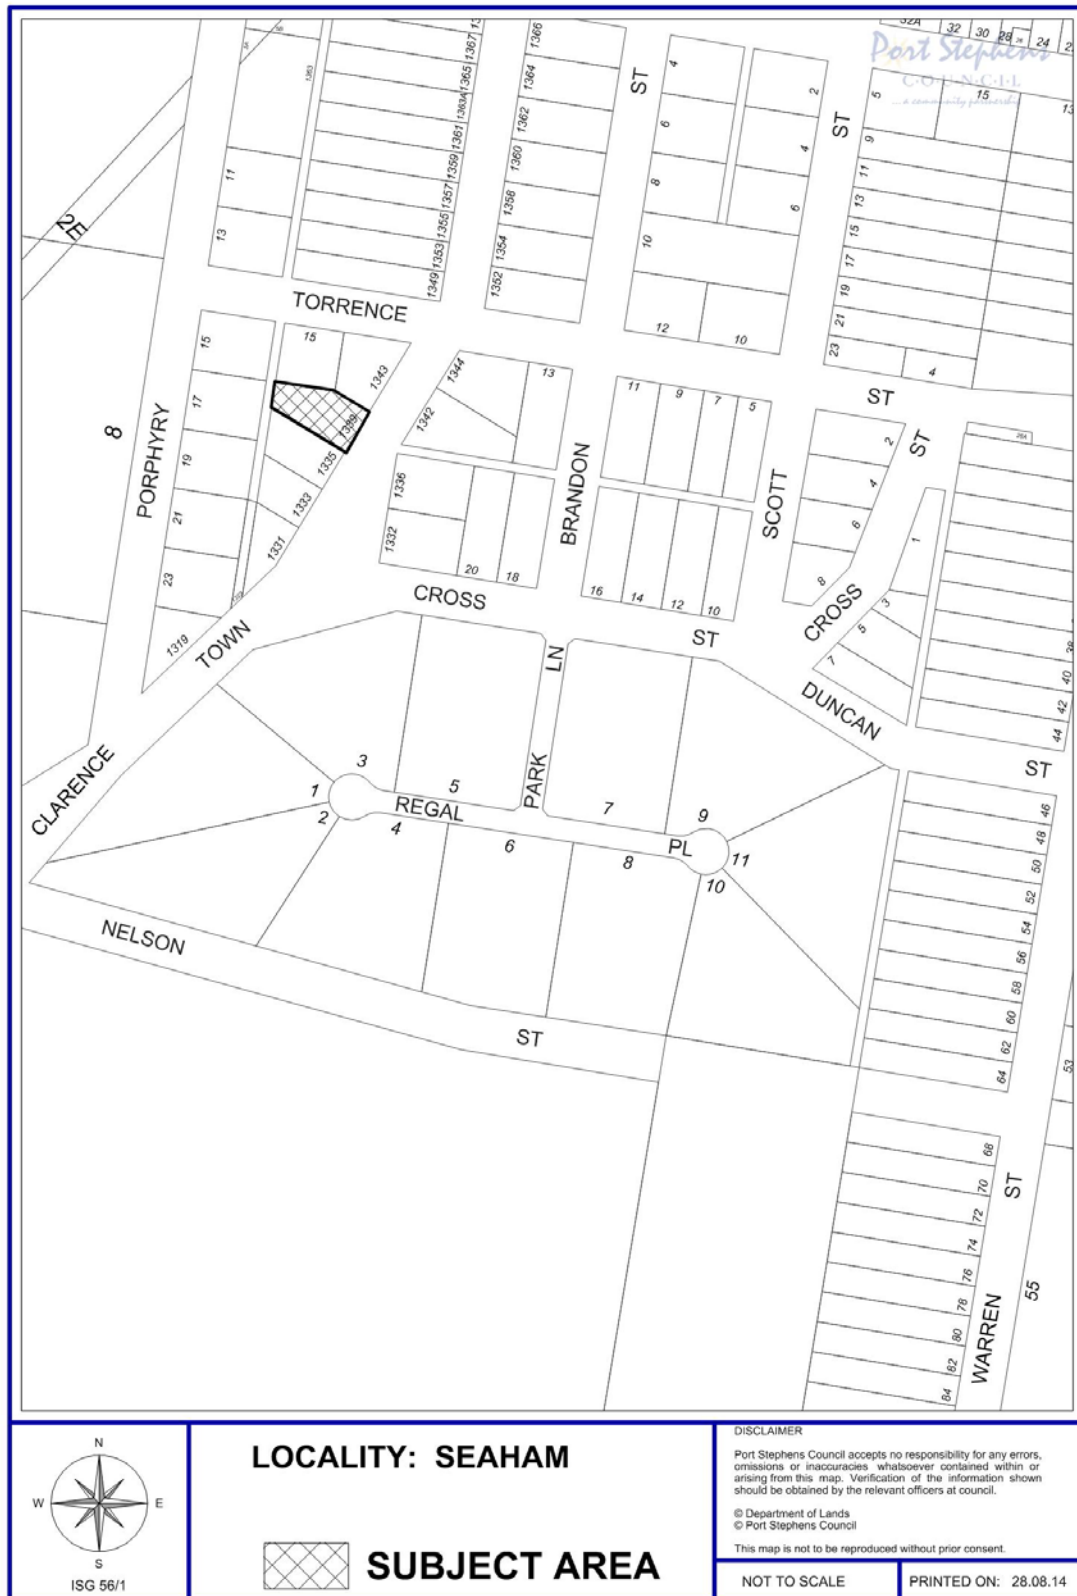 32A
32
30
28
24
Port Stephens
C·O·U·N·C·I·L
... a community partnership
1367
1365
1363A
1361
1359
1357
1355
1353
1349
1363
11
13
1366
1364
1362
1360
1358
1354
1352
ST
4
6
8
10
12
10
2
4
6
ST
5
9
11
13
15
17
19
21
23
4
15
13
2E
8
TORRENCE
ST
15
17
19
21
23
1319
15
1343
1339
1335
1333
1331
PORPHYRY
1344
1342
13
1336
1332
20
18
BRANDON
11
9
7
5
16
14
12
10
SCOTT
2
4
6
8
ST
CROSS
1
3
5
7
26A
38
40
42
44
CROSS
ST
TOWN
CLARENCE
LN
PARK
DUNCAN
ST
3
1
2
5
REGAL
4
6
7
8
9
PL
11
10
NELSON
ST
46
48
50
52
54
56
58
60
62
64
53
68
70
72
74
76
78
80
82
84
ST
WARREN
55
N
W
E
S
ISG 56/1
LOCALITY: SEAHAM
SUBJECT AREA
DISCLAIMER
Port Stephens Council accepts no responsibility for any errors,
omissions or inaccuracies whatsoever contained within or
arising from this map. Verification of the information shown
should be obtained by the relevant officers at council.
© Department of Lands
© Port Stephens Council
This map is not to be reproduced without prior consent.
NOT TO SCALE
PRINTED ON: 28.08.14